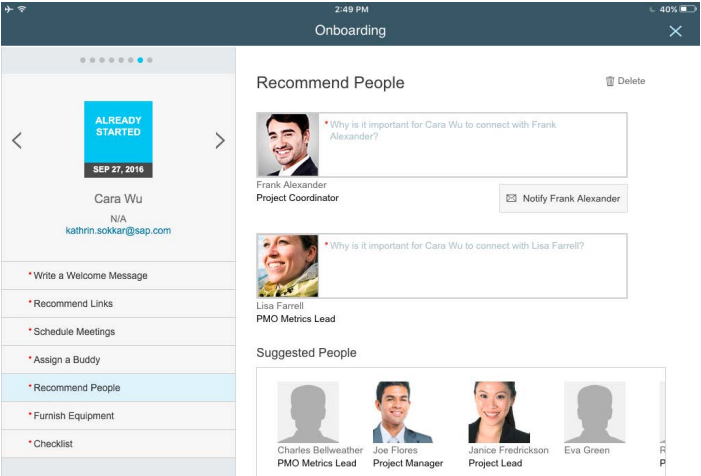 2:49 PM
40%
Onboarding
ALREADY
STARTED
SEP 27, 2016
Cara Wu
N/A
kathrin.sokkar@sap.com
*Write a Welcome Message
*Recommend Links
*Schedule Meetings
*Assign a Buddy
*Recommend People
*Furnish Equipment
*Checklist
Recommend People
Delete
*Why is it important for Cara Wu to connect with Frank
Alexander?
Frank Alexander
Project Coordinator
Notify Frank Alexander
*Why is it important for Cara Wu to connect with Lisa Farrell?
Lisa Farrell
PMO Metrics Lead
Suggested People
Charles Bellweather
PMO Metrics Lead
Joe Flores
Project Manager
Janice Fredrickson
Project Lead
Eva Green